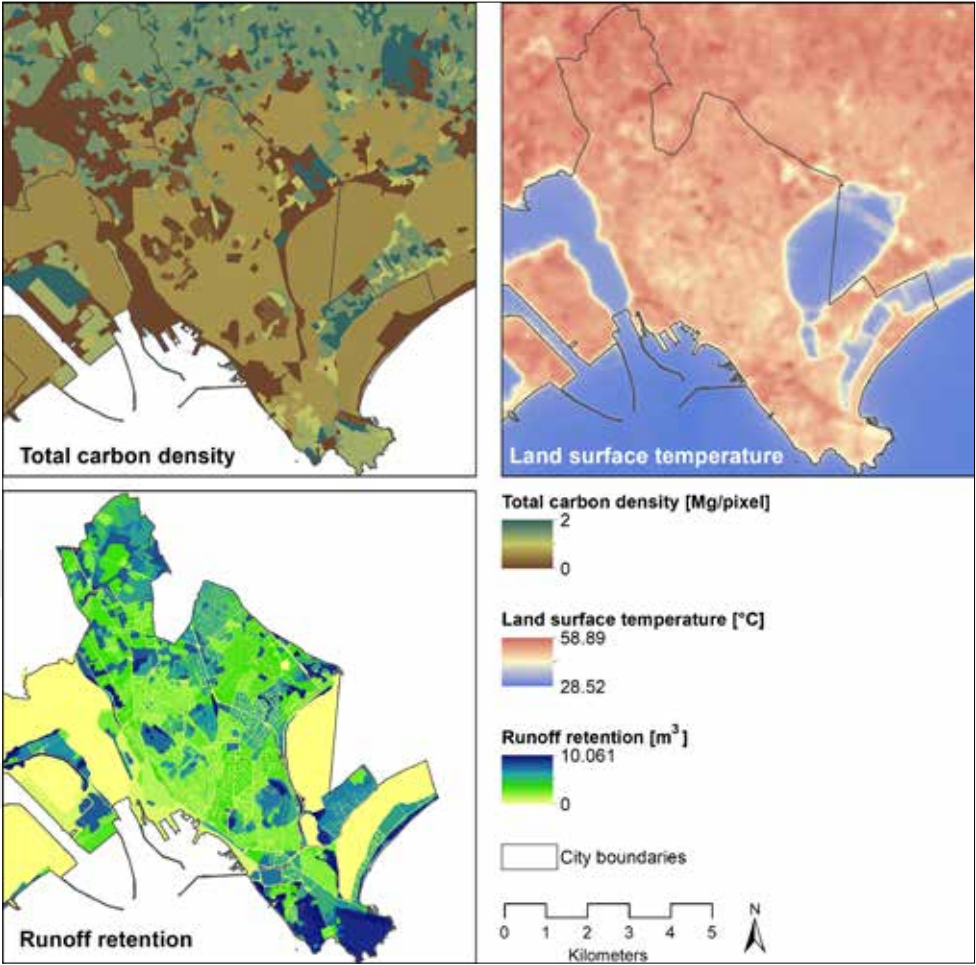 Total carbon density
Land surface temperature
Runoff retention
Total carbon density [Mg/pixel]
2
0
Land surface temperature [°C]
58.89
28.52
Runoff retention [m³]
10.061
0
City boundaries
0 1 2 3 4 5
Kilometers
N